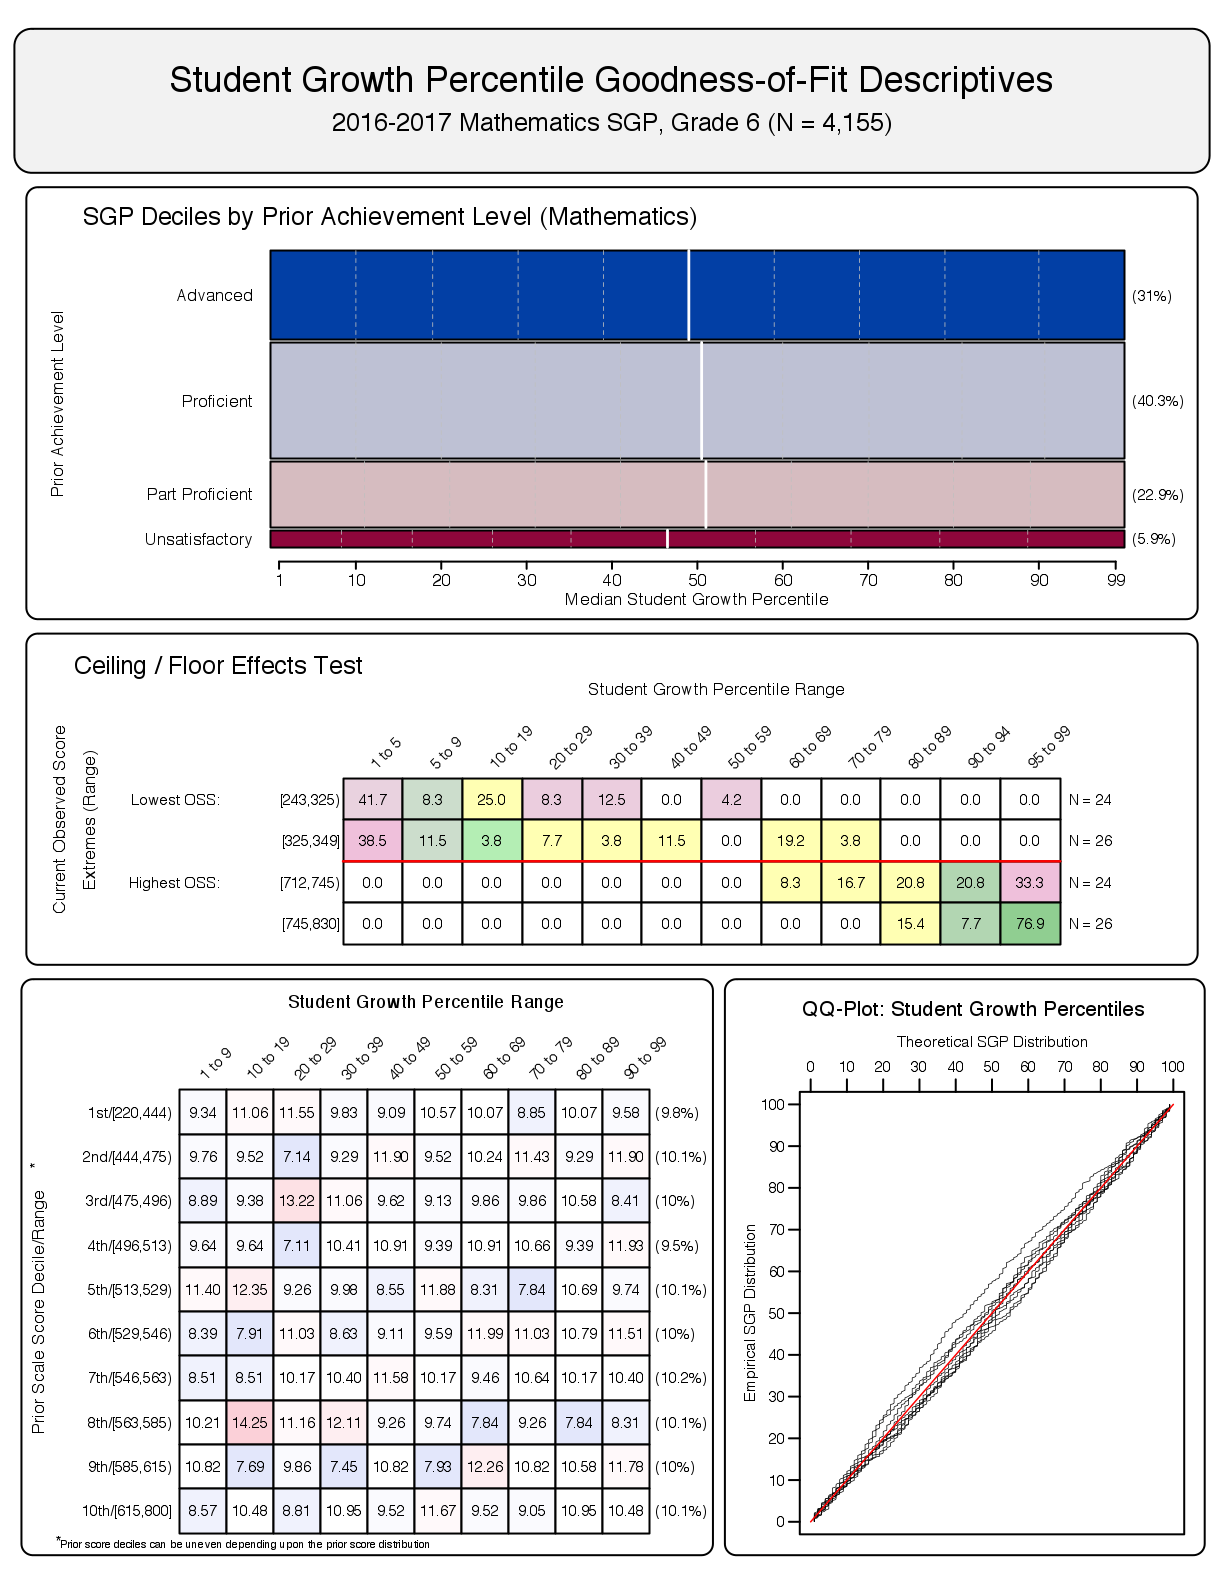 Student Growth Percentile Goodness-of-Fit Descriptives
2016-2017 Mathematics SGP, Grade 6 (N = 4,155)
SGP Deciles by Prior Achievement Level (Mathematics)
Prior Achievement Level
Advanced (31%)
Proficient (40.3%)
Part Proficient (22.9%)
Unsatisfactory (5.9%)
1 10 20 30 40 50 60 70 80 90 99
Median Student Growth Percentile
Ceiling / Floor Effects Test
Student Growth Percentile Range
Current Observed Score
Extremes (Range)
1 to 5 5 to 9 10 to 19 20 to 29 30 to 39 40 to 49 50 to 59 60 to 69 70 to 79 80 to 89 90 to 94 95 to 99
Lowest OSS: [243,325) 41.7 8.3 25.0 8.3 12.5 0.0 4.2 0.0 0.0 0.0 0.0 0.0 N = 24
[325,349] 38.5 11.5 3.8 7.7 3.8 11.5 0.0 19.2 3.8 0.0 0.0 0.0 N = 26
Highest OSS: [712,745) 0.0 0.0 0.0 0.0 0.0 0.0 0.0 8.3 16.7 20.8 20.8 33.3 N = 24
[745,830] 0.0 0.0 0.0 0.0 0.0 0.0 0.0 0.0 0.0 15.4 7.7 76.9 N = 26
Student Growth Percentile Range
Prior Scale Score Decile/Range *
1 to 9 10 to 19 20 to 29 30 to 39 40 to 49 50 to 59 60 to 69 70 to 79 80 to 89 90 to 99
1st/[220,444) 9.34 11.06 11.55 9.83 9.09 10.57 10.07 8.85 10.07 9.58 (9.8%)
2nd/[444,475) 9.76 9.52 7.14 9.29 11.90 9.52 10.24 11.43 9.29 11.90 (10.1%)
3rd/[475,496) 8.89 9.38 13.22 11.06 9.62 9.13 9.86 9.86 10.58 8.41 (10%)
4th/[496,513) 9.64 9.64 7.11 10.41 10.91 9.39 10.91 10.66 9.39 11.93 (9.5%)
5th/[513,529) 11.40 12.35 9.26 9.98 8.55 11.88 8.31 7.84 10.69 9.74 (10.1%)
6th/[529,546) 8.39 7.91 11.03 8.63 9.11 9.59 11.99 11.03 10.79 11.51 (10%)
7th/[546,563) 8.51 8.51 10.17 10.40 11.58 10.17 9.46 10.64 10.17 10.40 (10.2%)
8th/[563,585) 10.21 14.25 11.16 12.11 9.26 9.74 7.84 9.26 7.84 8.31 (10.1%)
9th/[585,615) 10.82 7.69 9.86 7.45 10.82 7.93 12.26 10.82 10.58 11.78 (10%)
10th/[615,800] 8.57 10.48 8.81 10.95 9.52 11.67 9.52 9.05 10.95 10.48 (10.1%)
*Prior score deciles can be uneven depending upon the prior score distribution
QQ-Plot: Student Growth Percentiles
Theoretical SGP Distribution
0 10 20 30 40 50 60 70 80 90 100
Empirical SGP Distribution
100
90
80
70
60
50
40
30
20
10
0